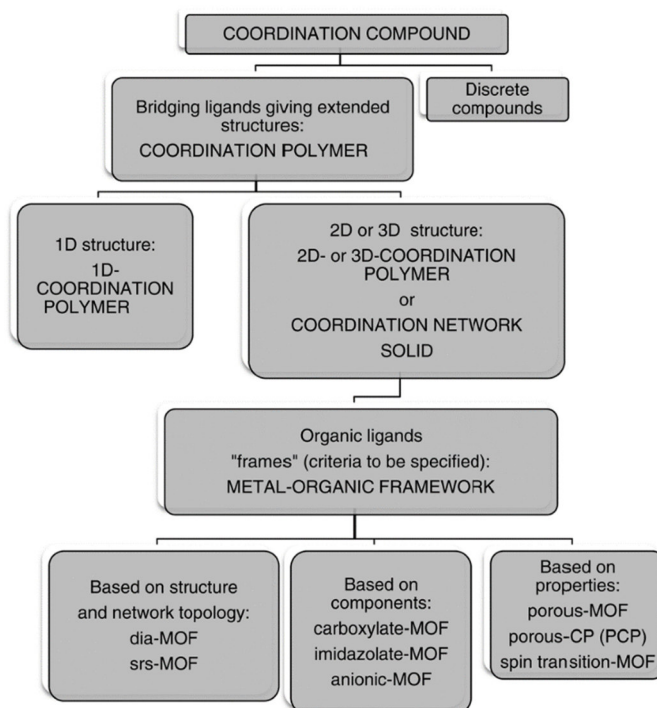 COORDINATION COMPOUND
Bridging ligands giving extended
structures:
COORDINATION POLYMER
Discrete
compounds
1D structure:
1D-
COORDINATION
POLYMER
2D or 3D structure:
2D- or 3D-COORDINATION
POLYMER
or
COORDINATION NETWORK
SOLID
Organic ligands
"frames" (criteria to be specified):
METAL-ORGANIC FRAMEWORK
Based on structure
and network topology:
dia-MOF
srs-MOF
Based on
components:
carboxylate-MOF
imidazolate-MOF
anionic-MOF
Based on
properties:
porous-MOF
porous-CP (PCP)
spin transition-MOF